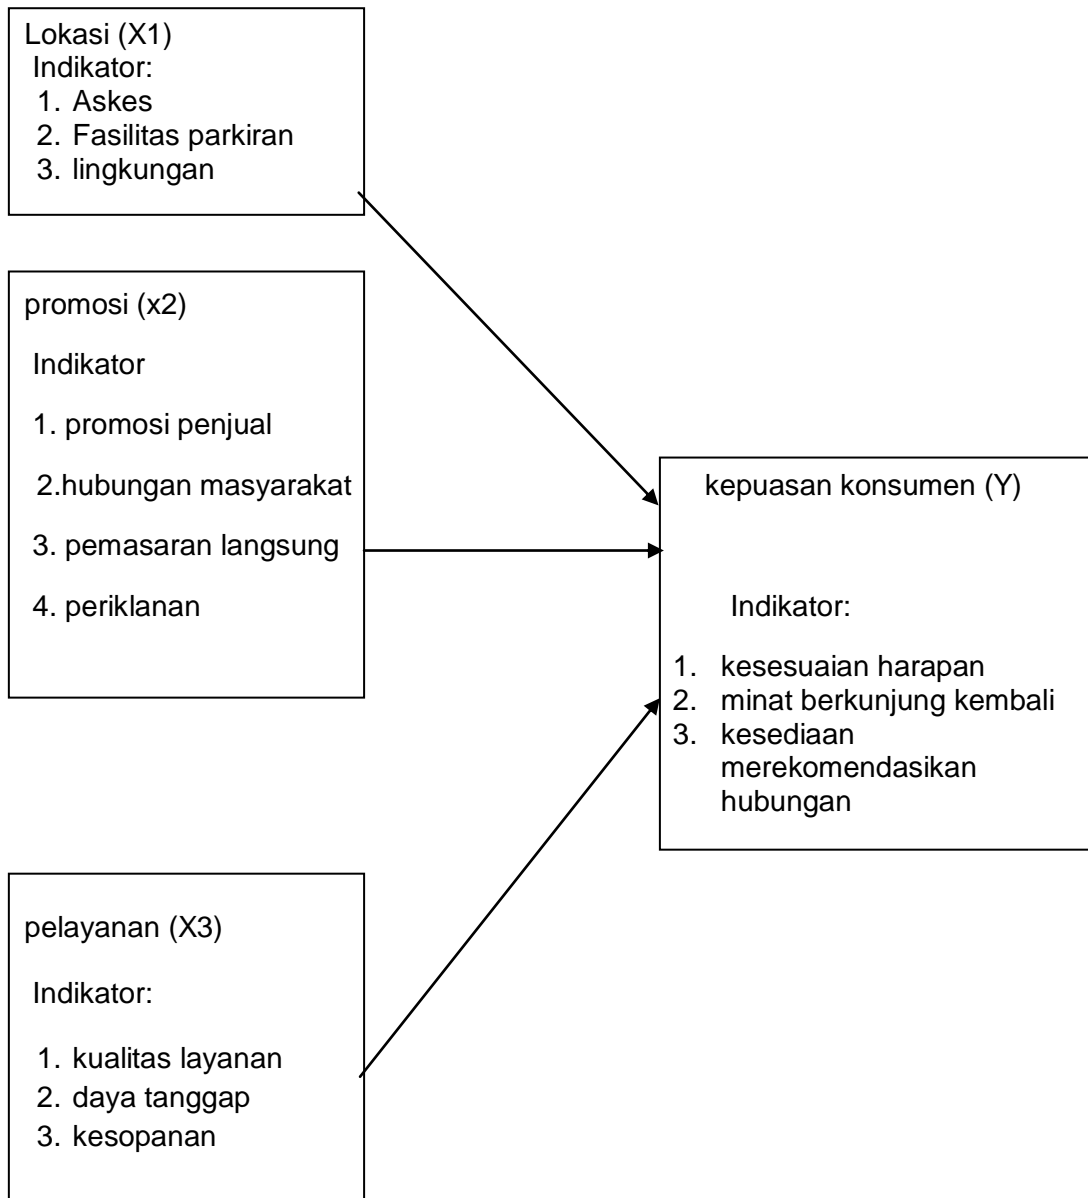 Lokasi (X1)
Indikator:
1. Askes
2. Fasilitas parkiran
3. lingkungan
promosi (x2)
Indikator
1. promosi penjual
2.hubungan masyarakat
3. pemasaran langsung
4. periklanan
kepuasan konsumen (Y)
Indikator:
1. kesesuaian harapan
2. minat berkunjung kembali
3. kesediaan
merekomendasikan
hubungan
pelayanan (X3)
Indikator:
1. kualitas layanan
2. daya tanggap
3. kesopanan